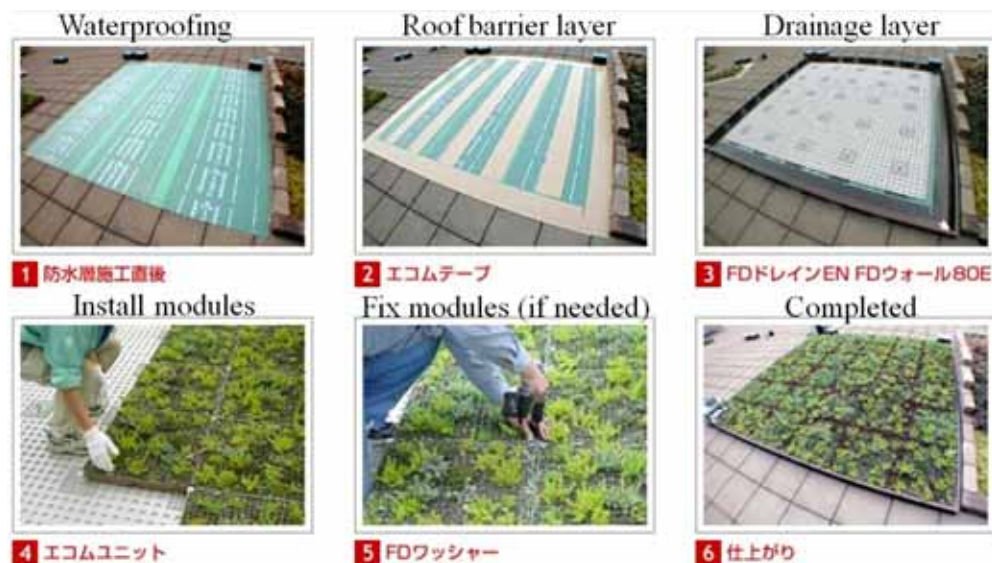 Waterproofing
Roof barrier layer
Drainage layer
1 防水層施工直後
2 エコムテープ
3 FDドレインEN FDウォール80E
Install modules
Fix modules (if needed)
Completed
4 エコムユニット
5 FDワッシャー
6 仕上がり